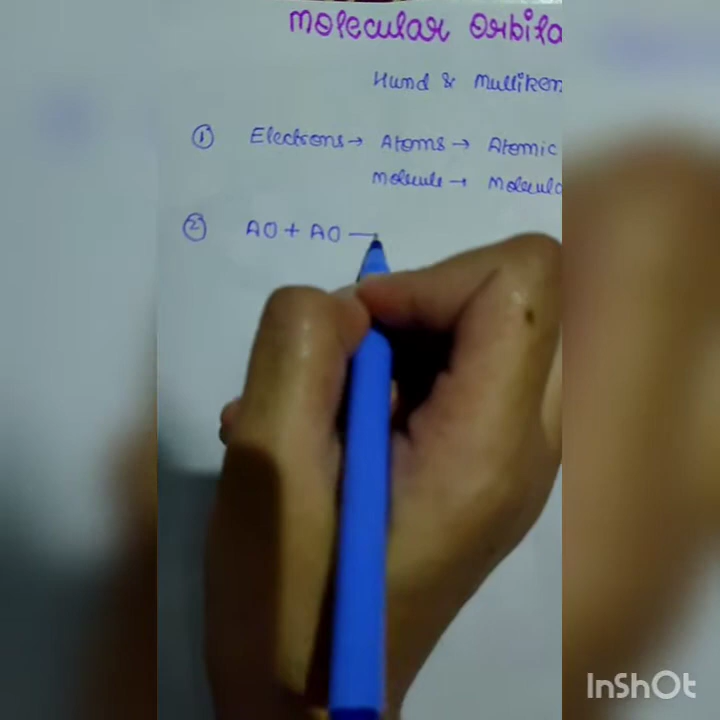 Molecular Orbita
Hund & Mulliken
① Electrons → Atoms → Atomic
Molecule → Molecula
② AO + AO —
InShOt